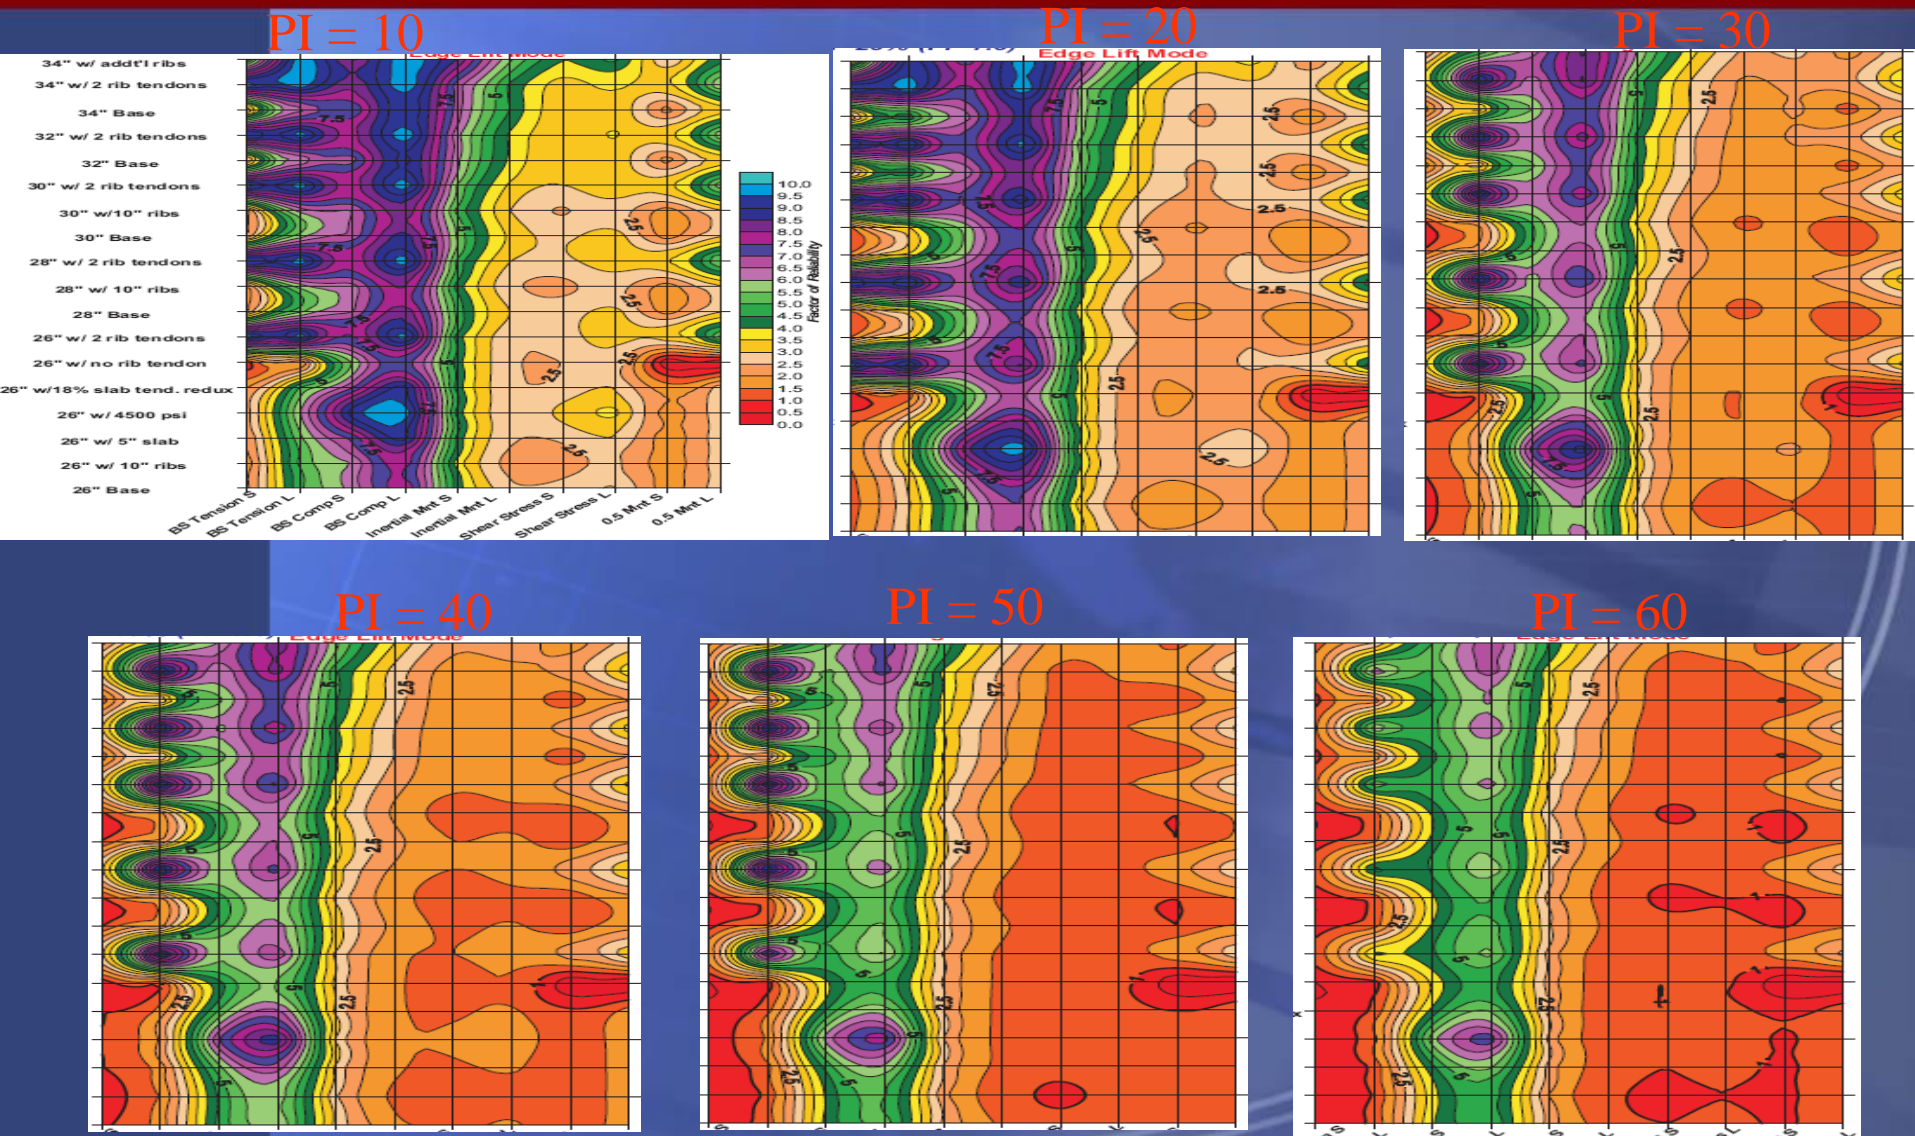 PI = 10
PI = 20
PI = 30
Edge Lift Mode
Edge Lift Mode
34" w/ addt'l ribs
34" w/ 2 rib tendons
34" Base
32" w/ 2 rib tendons
32" Base
30" w/ 2 rib tendons
30" w/10" ribs
30" Base
28" w/ 2 rib tendons
28" w/ 10" ribs
28" Base
26" w/ 2 rib tendons
26" w/ no rib tendon
26" w/18% slab tend. redux
26" w/ 4500 psi
26" w/ 5" slab
26" w/ 10" ribs
26" Base
BS Tension S
BS Tension L
BS Comp S
BS Comp L
Inertial Mnt S
Inertial Mnt L
Shear Stress S
Shear Stress L
0.5 Mnt S
0.5 Mnt L
10.0
9.5
9.0
8.5
8.0
7.5
7.0
6.5
6.0
5.5
5.0
4.5
4.0
3.5
3.0
2.5
2.0
1.5
1.0
0.5
0.0
Factor of Reliability
PI = 40
PI = 50
PI = 60
Edge Lift Mode
Edge Lift Mode